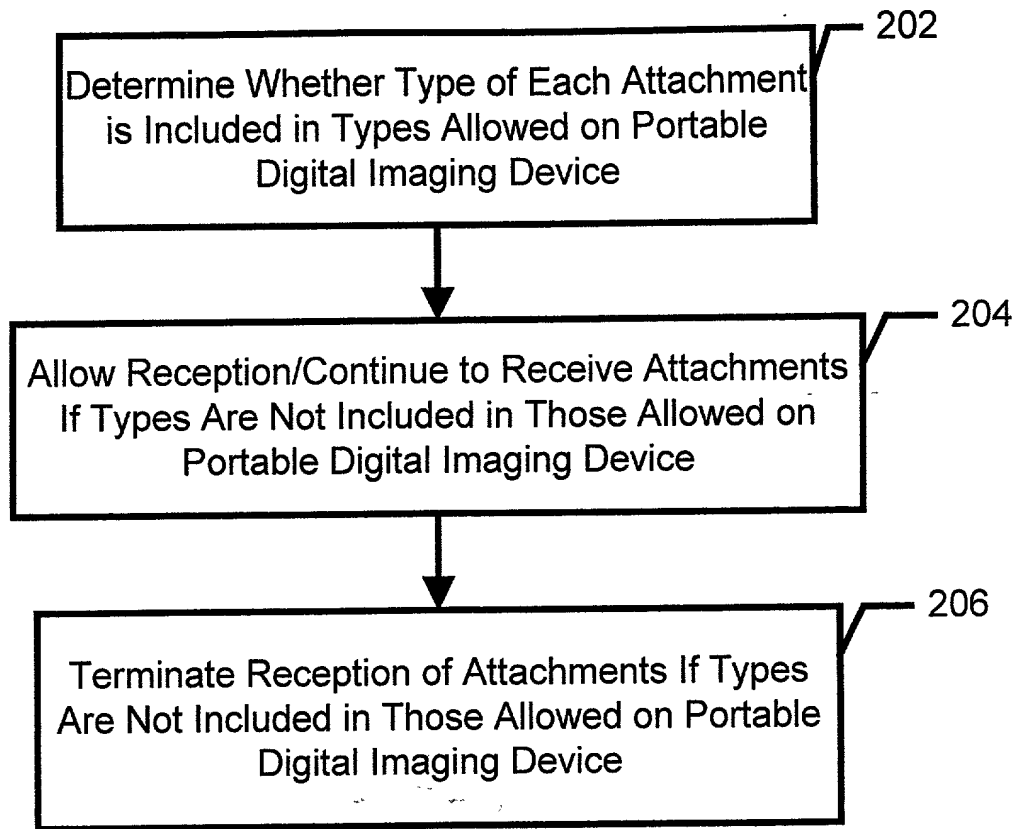 202
Determine Whether Type of Each Attachment
is Included in Types Allowed on Portable
Digital Imaging Device
204
Allow Reception/Continue to Receive Attachments
If Types Are Not Included in Those Allowed on
Portable Digital Imaging Device
206
Terminate Reception of Attachments If Types
Are Not Included in Those Allowed on Portable
Digital Imaging Device